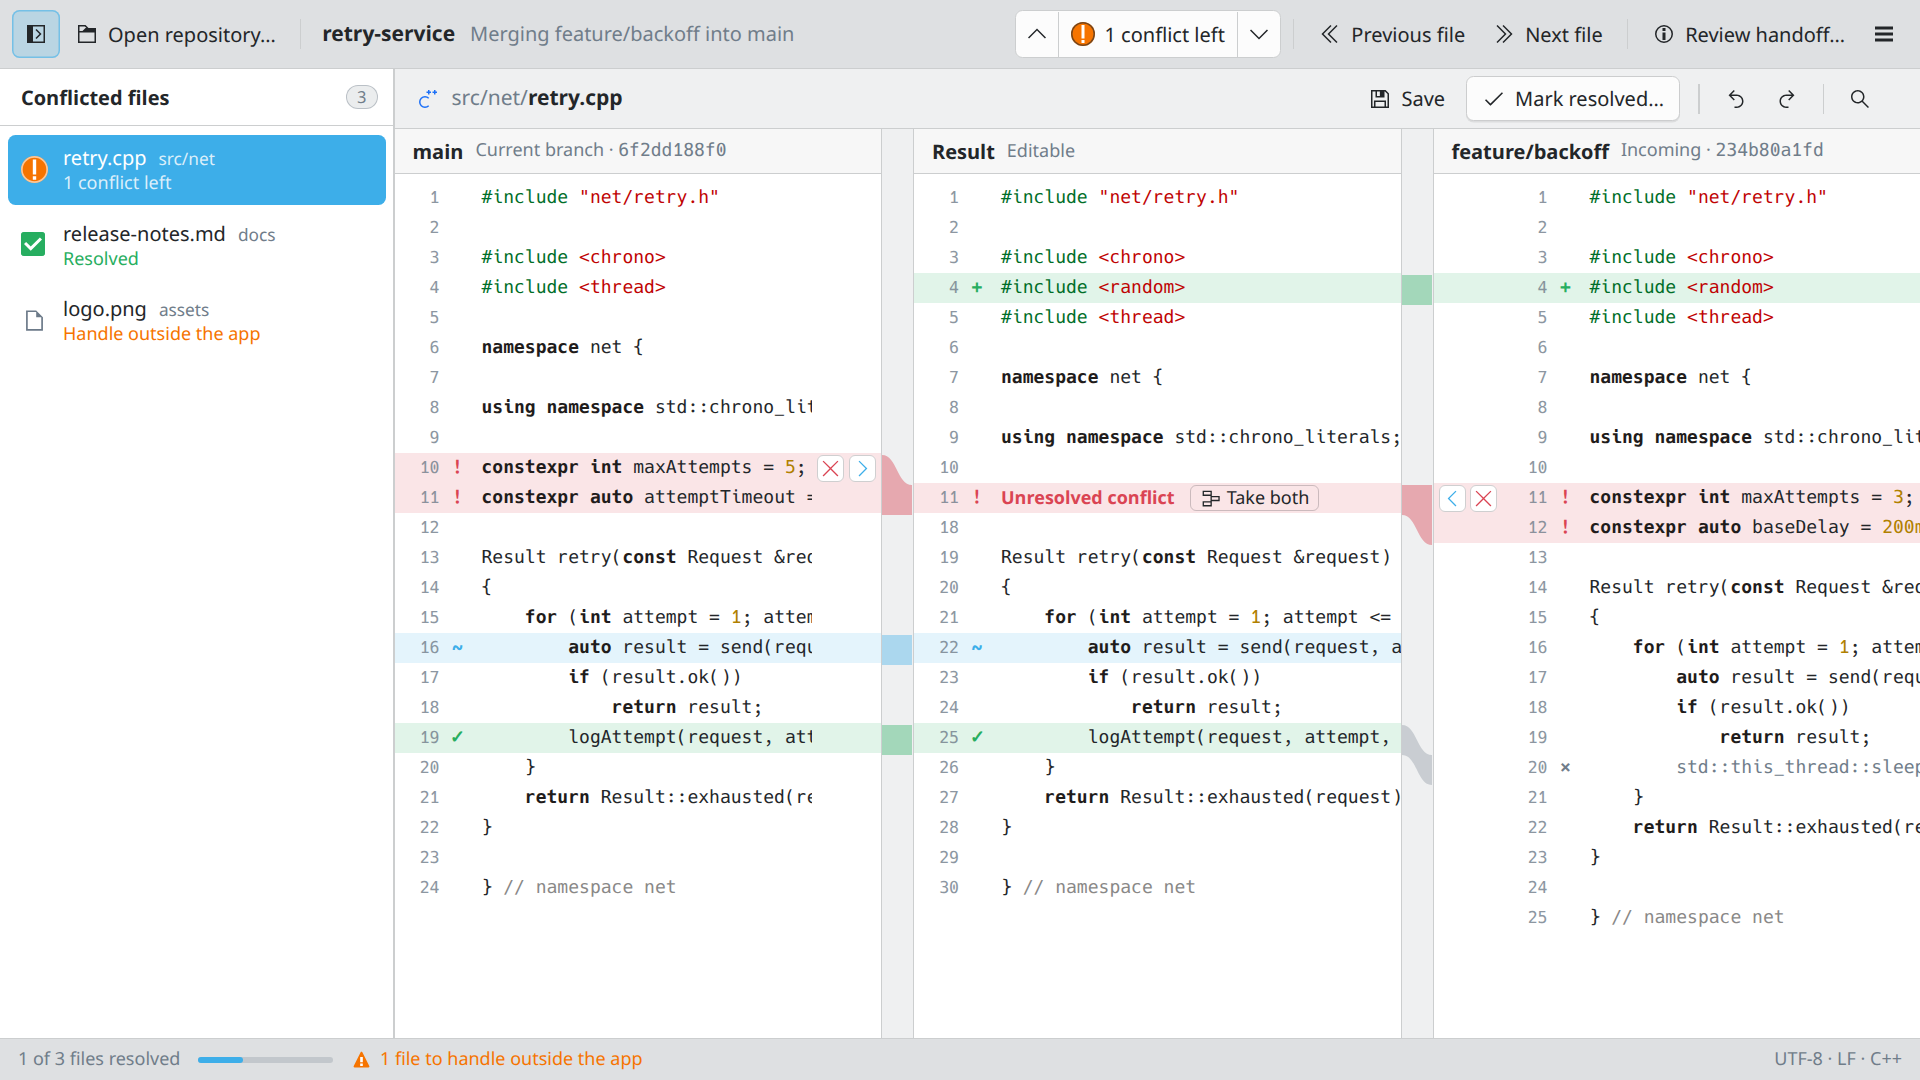 Open repository...
retry-service Merging feature/backoff into main
1 conflict left
Previous file
Next file
Review handoff...
Conflicted files 3
retry.cpp src/net
1 conflict left
release-notes.md docs
Resolved
logo.png assets
Handle outside the app
src/net/retry.cpp
Save
Mark resolved...
main Current branch · 6f2dd188f0
1 #include "net/retry.h"
2
3 #include <chrono>
4 #include <thread>
5
6 namespace net {
7
8 using namespace std::chrono_lit
9
10 ! constexpr int maxAttempts = 5;
11 ! constexpr auto attemptTimeout =
12
13 Result retry(const Request &req
14 {
15 for (int attempt = 1; attem
16 ~ auto result = send(requ
17 if (result.ok())
18 return result;
19 ✓ logAttempt(request, att
20 }
21 return Result::exhausted(re
22 }
23
24 } // namespace net
Result Editable
1 #include "net/retry.h"
2
3 #include <chrono>
4 + #include <random>
5 #include <thread>
6
7 namespace net {
8
9 using namespace std::chrono_literals;
10
11 ! Unresolved conflict Take both
18
19 Result retry(const Request &request)
20 {
21 for (int attempt = 1; attempt <=
22 ~ auto result = send(request, a
23 if (result.ok())
24 return result;
25 ✓ logAttempt(request, attempt,
26 }
27 return Result::exhausted(request)
28 }
29
30 } // namespace net
feature/backoff Incoming · 234b80a1fd
1 #include "net/retry.h"
2
3 #include <chrono>
4 + #include <random>
5 #include <thread>
6
7 namespace net {
8
9 using namespace std::chrono_lit
10
11 ! constexpr int maxAttempts = 3;
12 ! constexpr auto baseDelay = 200m
13
14 Result retry(const Request &req
15 {
16 for (int attempt = 1; attem
17 auto result = send(requ
18 if (result.ok())
19 return result;
20 × std::this_thread::sleep
21 }
22 return Result::exhausted(re
23 }
24
25 } // namespace net
1 of 3 files resolved
1 file to handle outside the app
UTF-8 · LF · C++